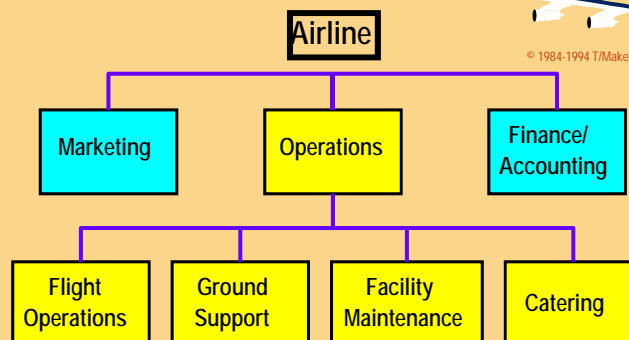 Airline
© 1984-1994 T/Make
Marketing
Operations
Finance/
Accounting
Flight
Operations
Ground
Support
Facility
Maintenance
Catering